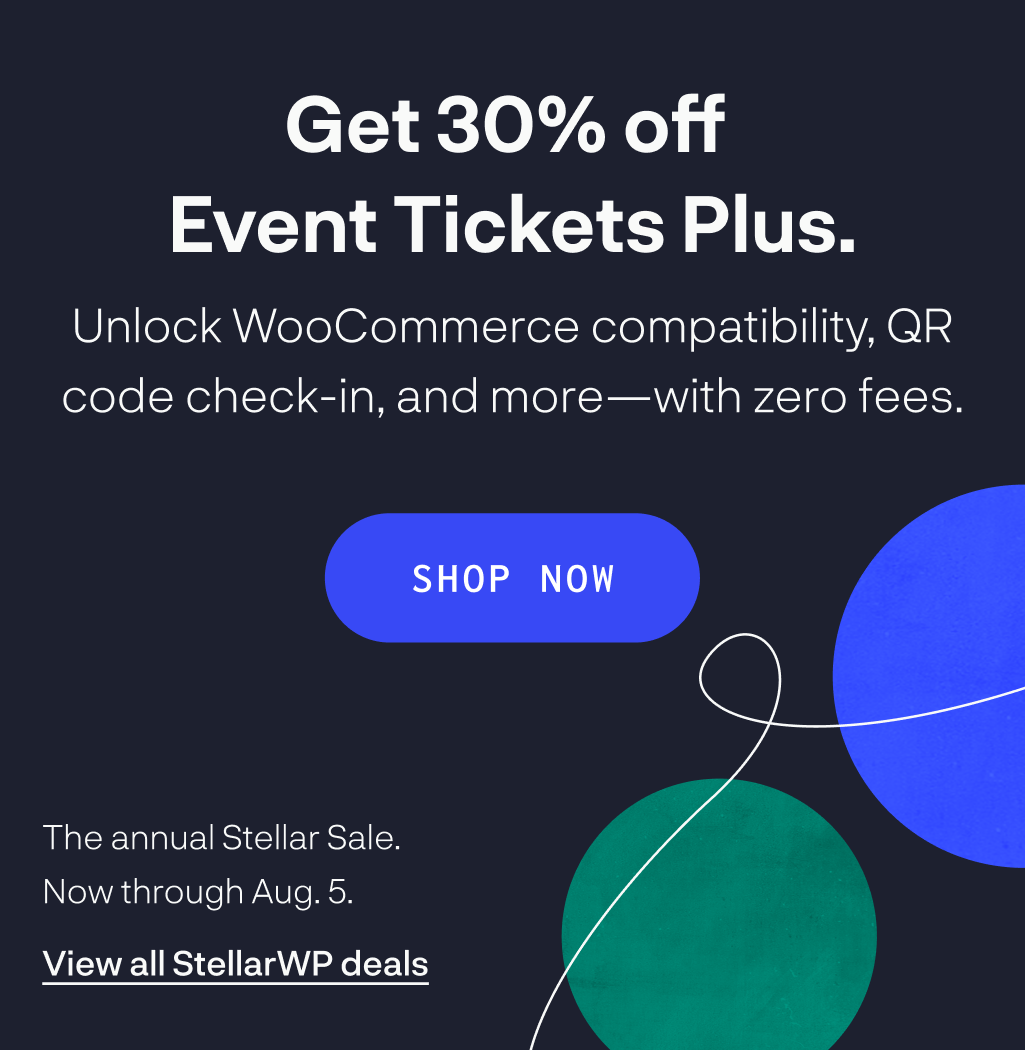 Get 30% off
Event Tickets Plus.
Unlock WooCommerce compatibility, QR
code check-in, and more—with zero fees.
SHOP NOW
The annual Stellar Sale.
Now through Aug. 5.
View all StellarWP deals